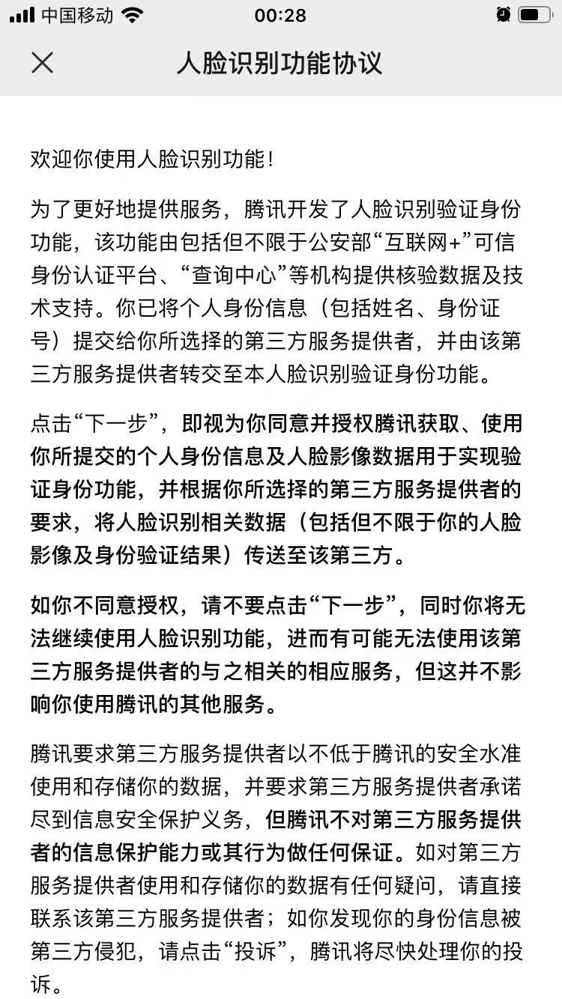 中国移动
00:28
人脸识别功能协议
欢迎你使用人脸识别功能！
为了更好地提供服务，腾讯开发了人脸识别验证身份
功能，该功能由包括但不限于公安部“互联网+”可信
身份认证平台、“查询中心”等机构提供核验数据及技
术支持。你已将个人身份信息（包括姓名、身份证
号）提交给你所选择的第三方服务提供者，并由该第
三方服务提供者转交至本人脸识别验证身份功能。
点击“下一步”，即视为你同意并授权腾讯获取、使用
你所提交的个人身份信息及人脸影像数据用于实现验
证身份功能，并根据你所选择的第三方服务提供者的
要求，将人脸识别相关数据（包括但不限于你的人脸
影像及身份验证结果）传送至该第三方。
如你不同意授权，请不要点击“下一步”，同时你将无
法继续使用人脸识别功能，进而有可能无法使用该第
三方服务提供者的与之相关的相应服务，但这并不影
响你使用腾讯的其他服务。
腾讯要求第三方服务提供者以不低于腾讯的安全水准
使用和存储你的数据，并要求第三方服务提供者承诺
尽到信息安全保护义务，但腾讯不对第三方服务提供
者的信息保护能力或其行为做任何保证。如对第三方
服务提供者使用和存储你的数据有任何疑问，请直接
联系该第三方服务提供者；如你发现你的身份信息被
第三方侵犯，请点击“投诉”，腾讯将尽快处理你的投
诉。